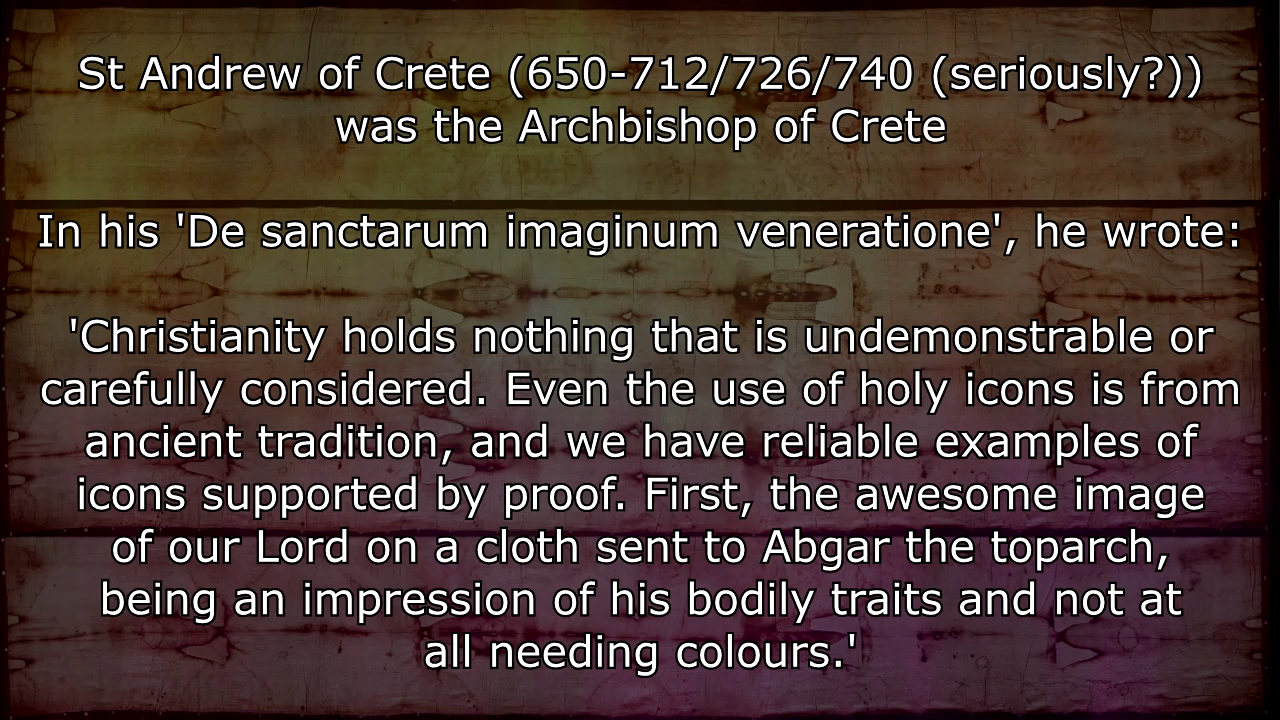 St Andrew of Crete (650-712/726/740 (seriously?))
was the Archbishop of Crete
In his 'De sanctarum imaginum veneratione', he wrote:
'Christianity holds nothing that is undemonstrable or
carefully considered. Even the use of holy icons is from
ancient tradition, and we have reliable examples of
icons supported by proof. First, the awesome image
of our Lord on a cloth sent to Abgar the toparch,
being an impression of his bodily traits and not at
all needing colours.'